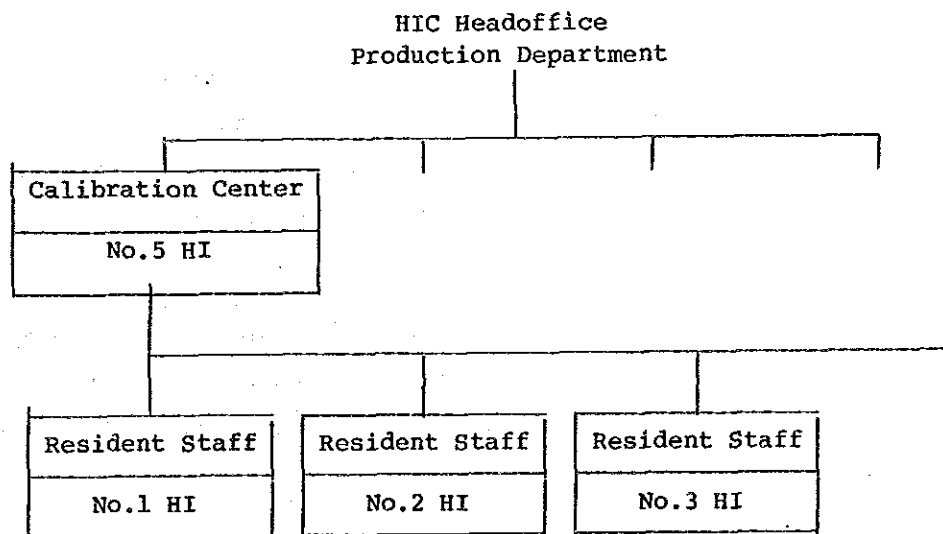 HIC Headoffice
Production Department
Calibration Center
No.5 HI
Resident Staff
Resident Staff
Resident Staff
No.1 HI
No.2 HI
No.3 HI